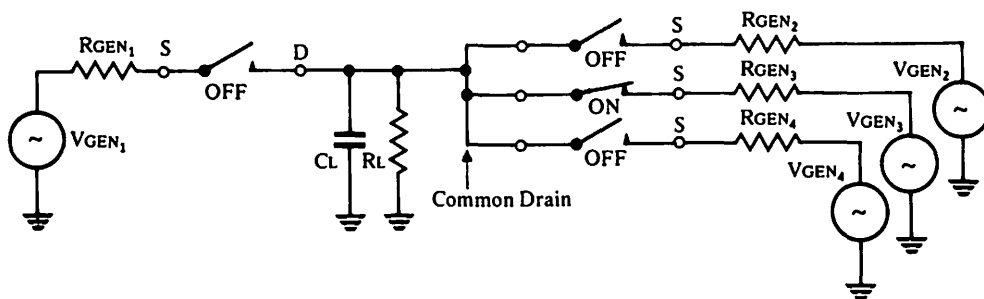 RGEN1
S
OFF
D
VGEN1
CL
RL
Common Drain
OFF
S
RGEN2
VGEN2
ON
S
RGEN3
VGEN3
OFF
S
RGEN4
VGEN4
~
~
~
~